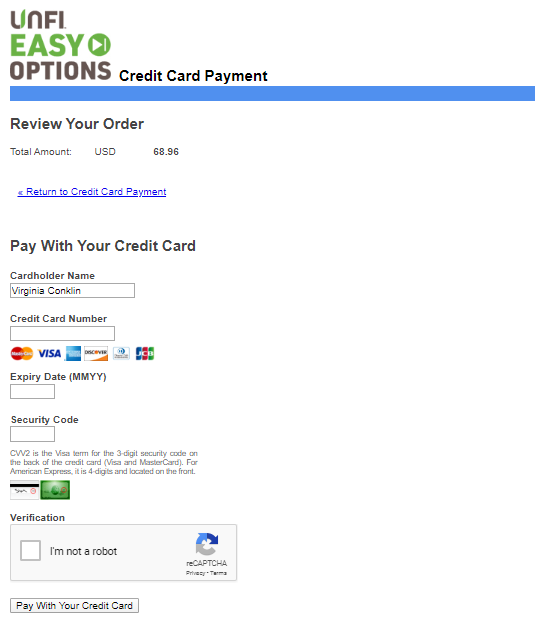 UNFI
EASY
OPTIONS Credit Card Payment
Review Your Order
Total Amount: USD 68.96
« Return to Credit Card Payment
Pay With Your Credit Card
Cardholder Name
Virginia Conklin
Credit Card Number
MasterCard VISA DISCOVER JCB
Expiry Date (MMYY)
Security Code
CVV2 is the Visa term for the 3-digit security code on
the back of the credit card (Visa and MasterCard). For
American Express, it is 4-digits and located on the front.
Verification
I'm not a robot
reCAPTCHA
Privacy • Terms
Pay With Your Credit Card